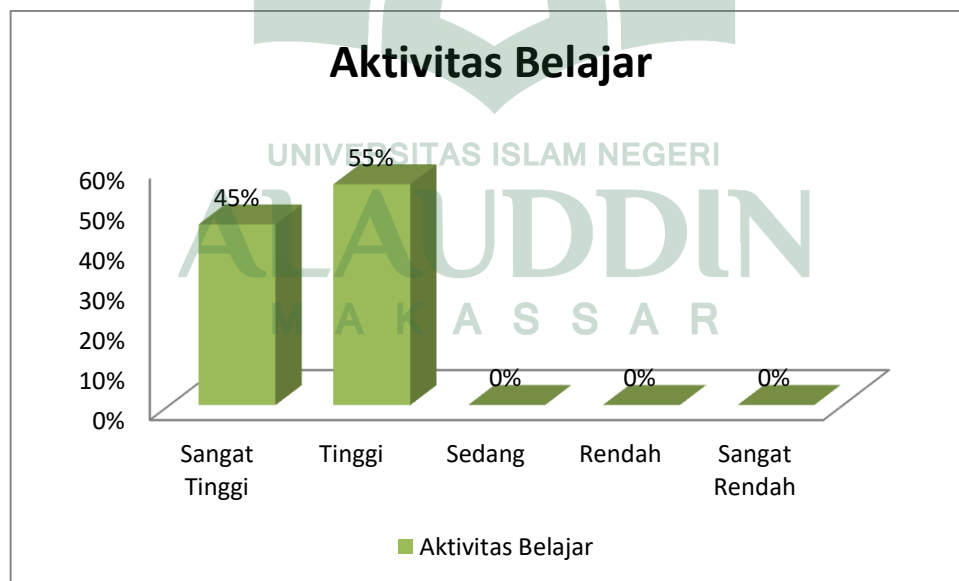 Aktivitas Belajar
UNIVERSITAS ISLAM NEGERI
ALAUDDIN
MAKASSAR
60%
50%
40%
30%
20%
10%
0%
45%
55%
0%
0%
0%
Sangat Tinggi
Tinggi
Sedang
Rendah
Sangat Rendah
Aktivitas Belajar